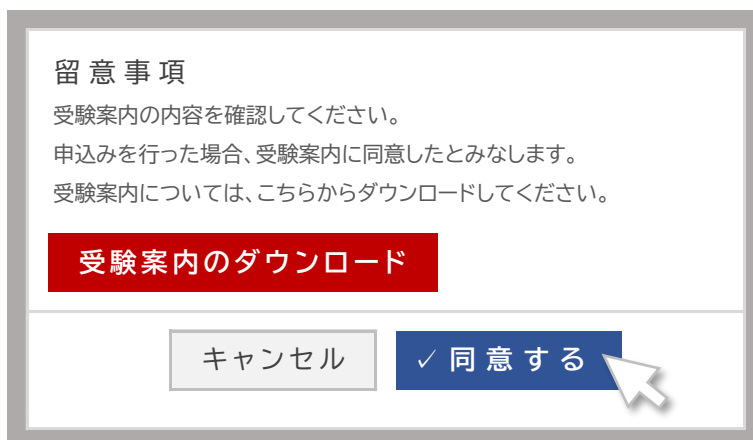 留意事項
受験案内の内容を確認してください。
申込みを行った場合、受験案内に同意したとみなします。
受験案内については、こちらからダウンロードしてください。
受験案内のダウンロード
キャンセル
✓同意する